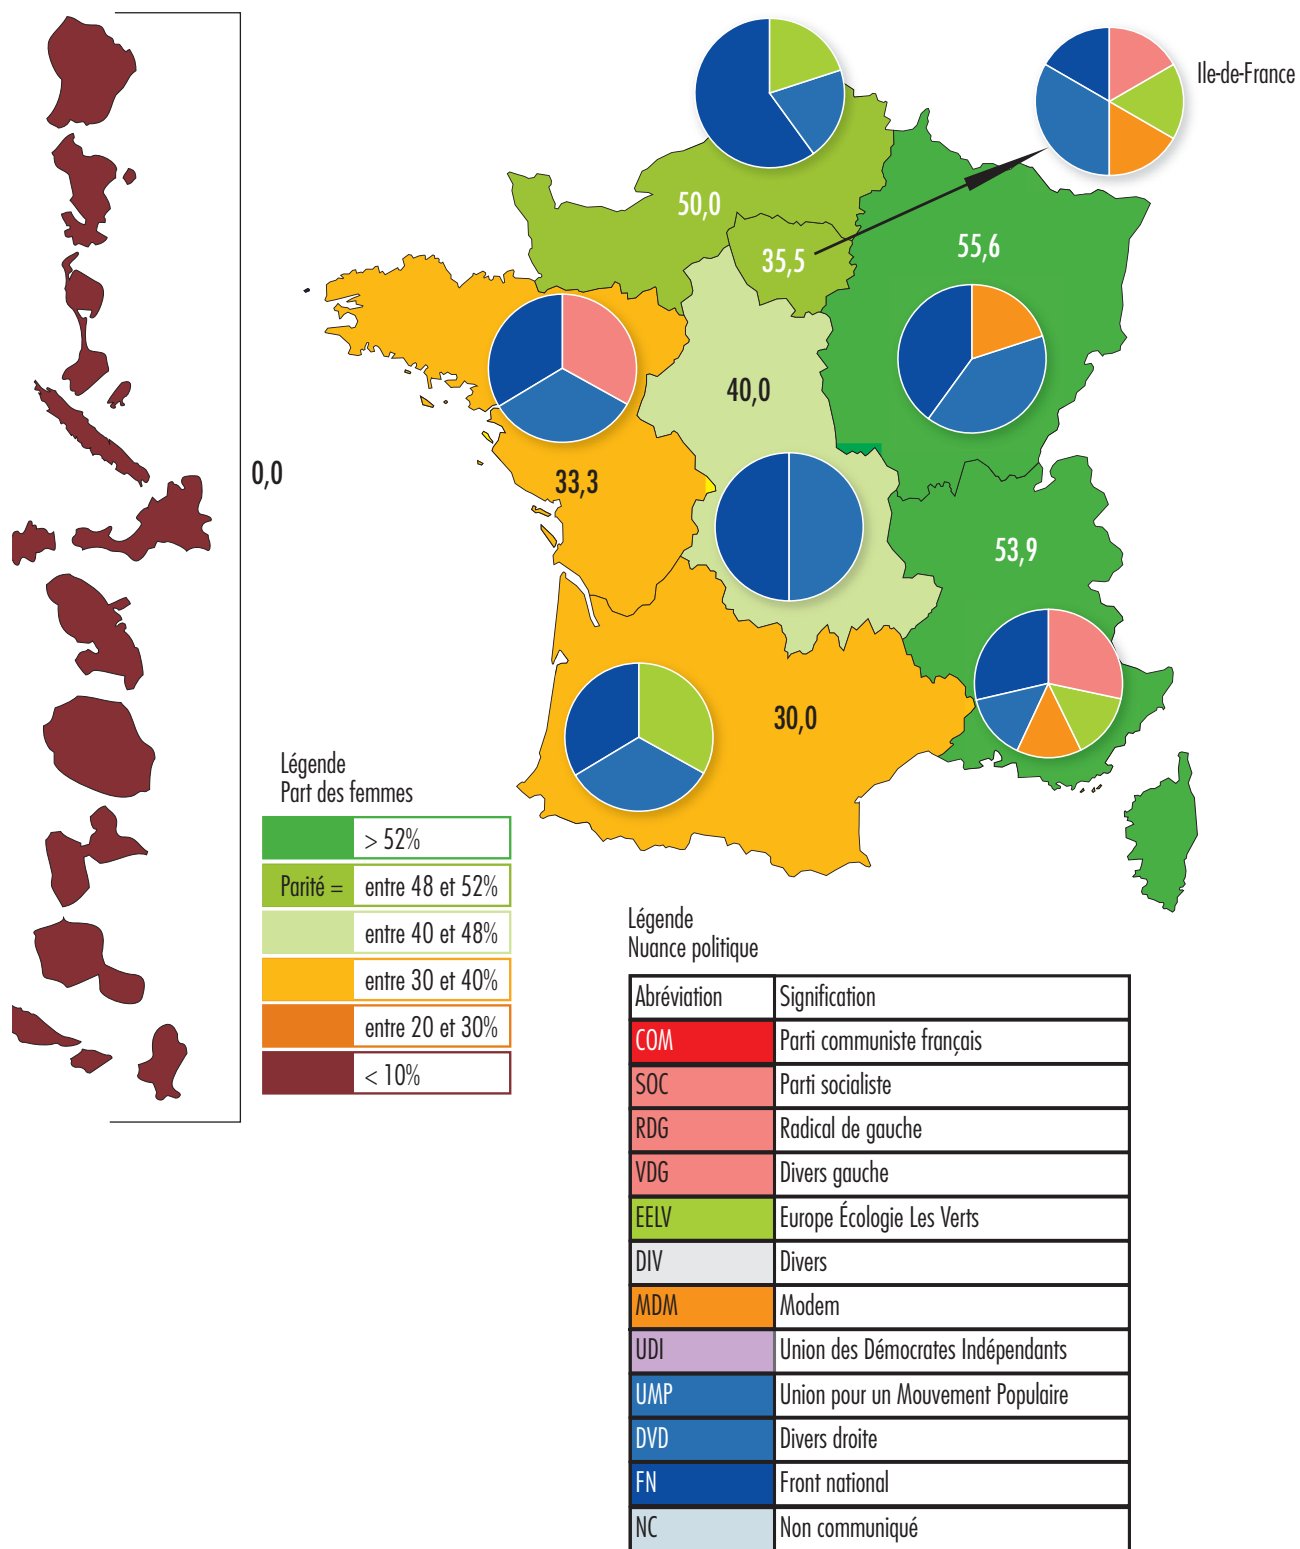 Ile-de-France
50,0
35,5
55,6
40,0
0,0
33,3
53,9
30,0
Légende
Part des femmes
> 52%
Parité = entre 48 et 52%
entre 40 et 48%
entre 30 et 40%
entre 20 et 30%
< 10%
Légende
Nuance politique
Abréviation Signification
COM Parti communiste français
SOC Parti socialiste
RDG Radical de gauche
VDG Divers gauche
EELV Europe Écologie Les Verts
DIV Divers
MDM Modem
UDI Union des Démocrates Indépendants
UMP Union pour un Mouvement Populaire
DVD Divers droite
FN Front national
NC Non communiqué